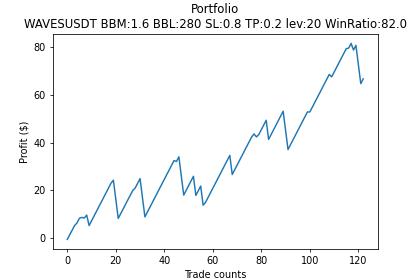 Portfolio
WAVESUSDT BBM:1.6 BBL:280 SL:0.8 TP:0.2 lev:20 WinRatio:82.0
Profit ($)
80
60
40
20
0
0 20 40 60 80 100 120
Trade counts